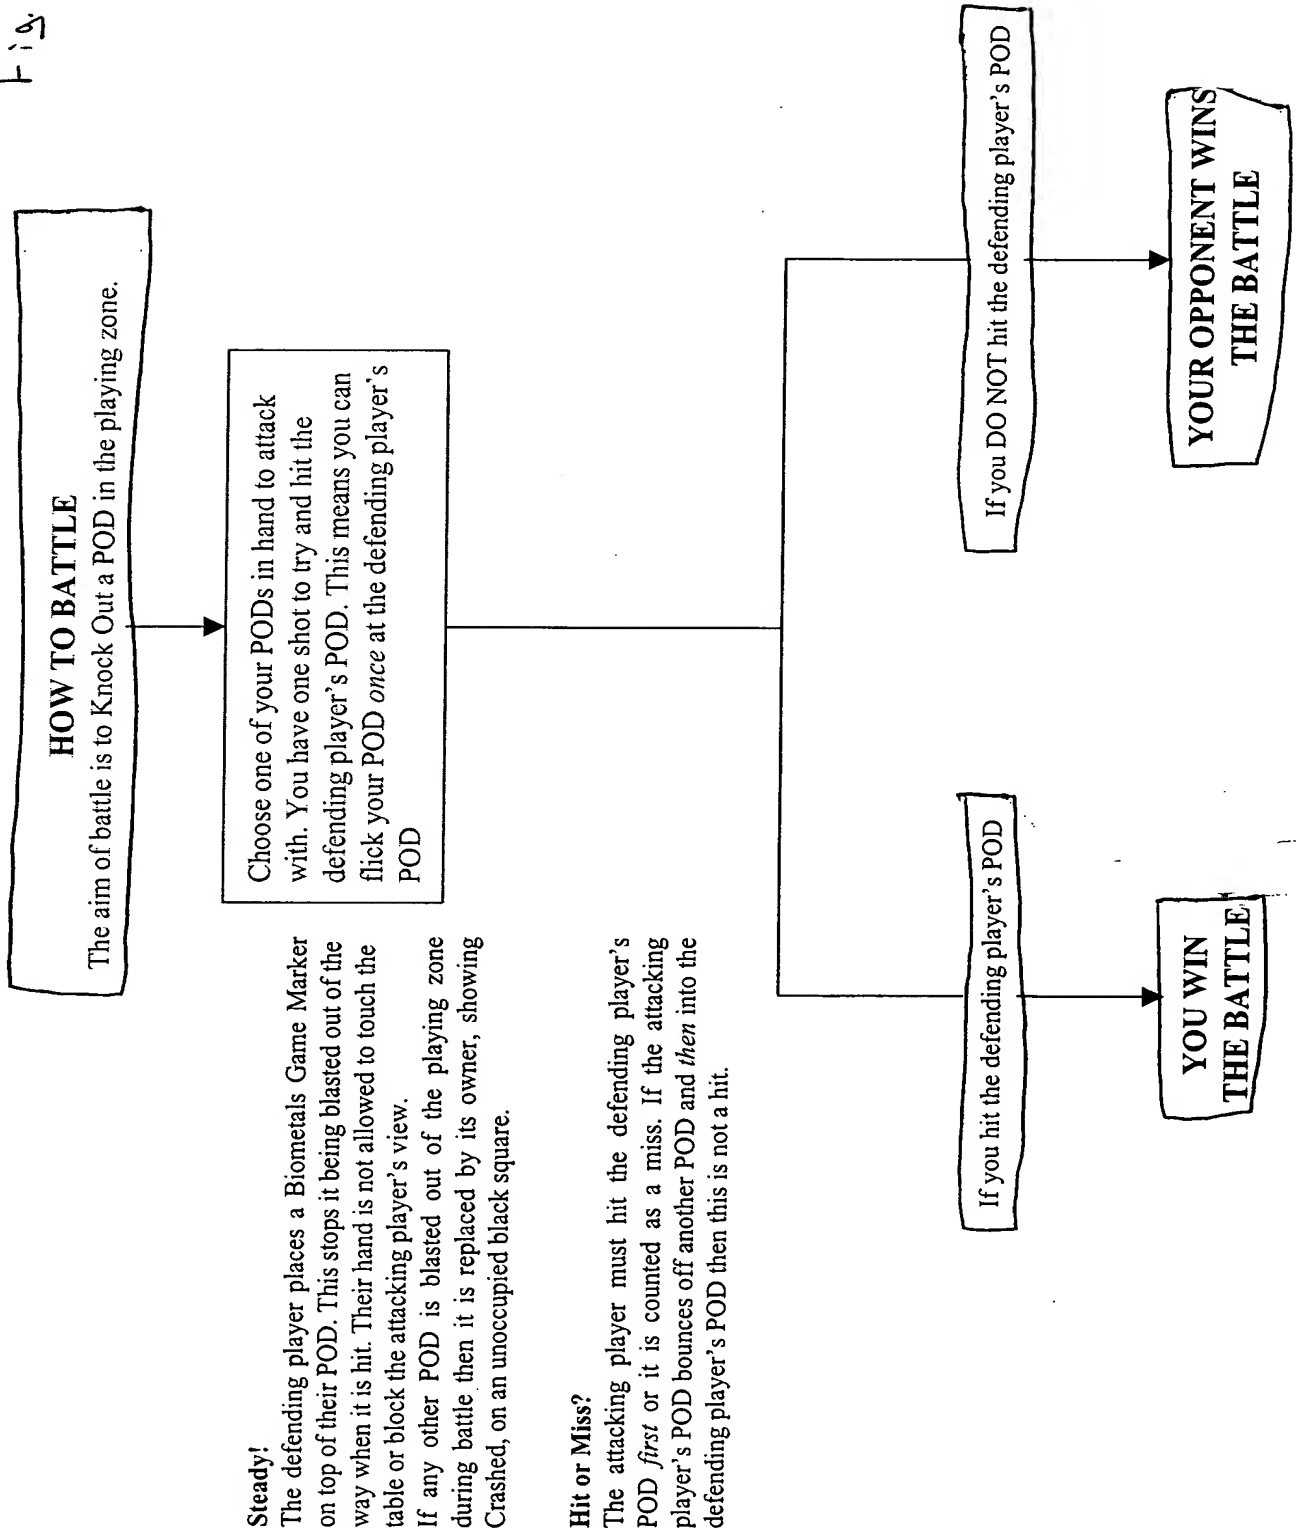 Fig.
HOW TO BATTLE
The aim of battle is to Knock Out a POD in the playing zone.
Choose one of your PODs in hand to attack
with. You have one shot to try and hit the
defending player's POD. This means you can
flick your POD once at the defending player's
POD
Steady!
The defending player places a Biometals Game Marker
on top of their POD. This stops it being blasted out of the
way when it is hit. Their hand is not allowed to touch the
table or block the attacking player's view.
If any other POD is blasted out of the playing zone
during battle then it is replaced by its owner, showing
Crashed, on an unoccupied black square.
Hit or Miss?
The attacking player must hit the defending player's
POD first or it is counted as a miss. If the attacking
player's POD bounces off another POD and then into the
defending player's POD then this is not a hit.
If you hit the defending player's POD
YOU WIN
THE BATTLE
If you DO NOT hit the defending player's POD
YOUR OPPONENT WINS
THE BATTLE